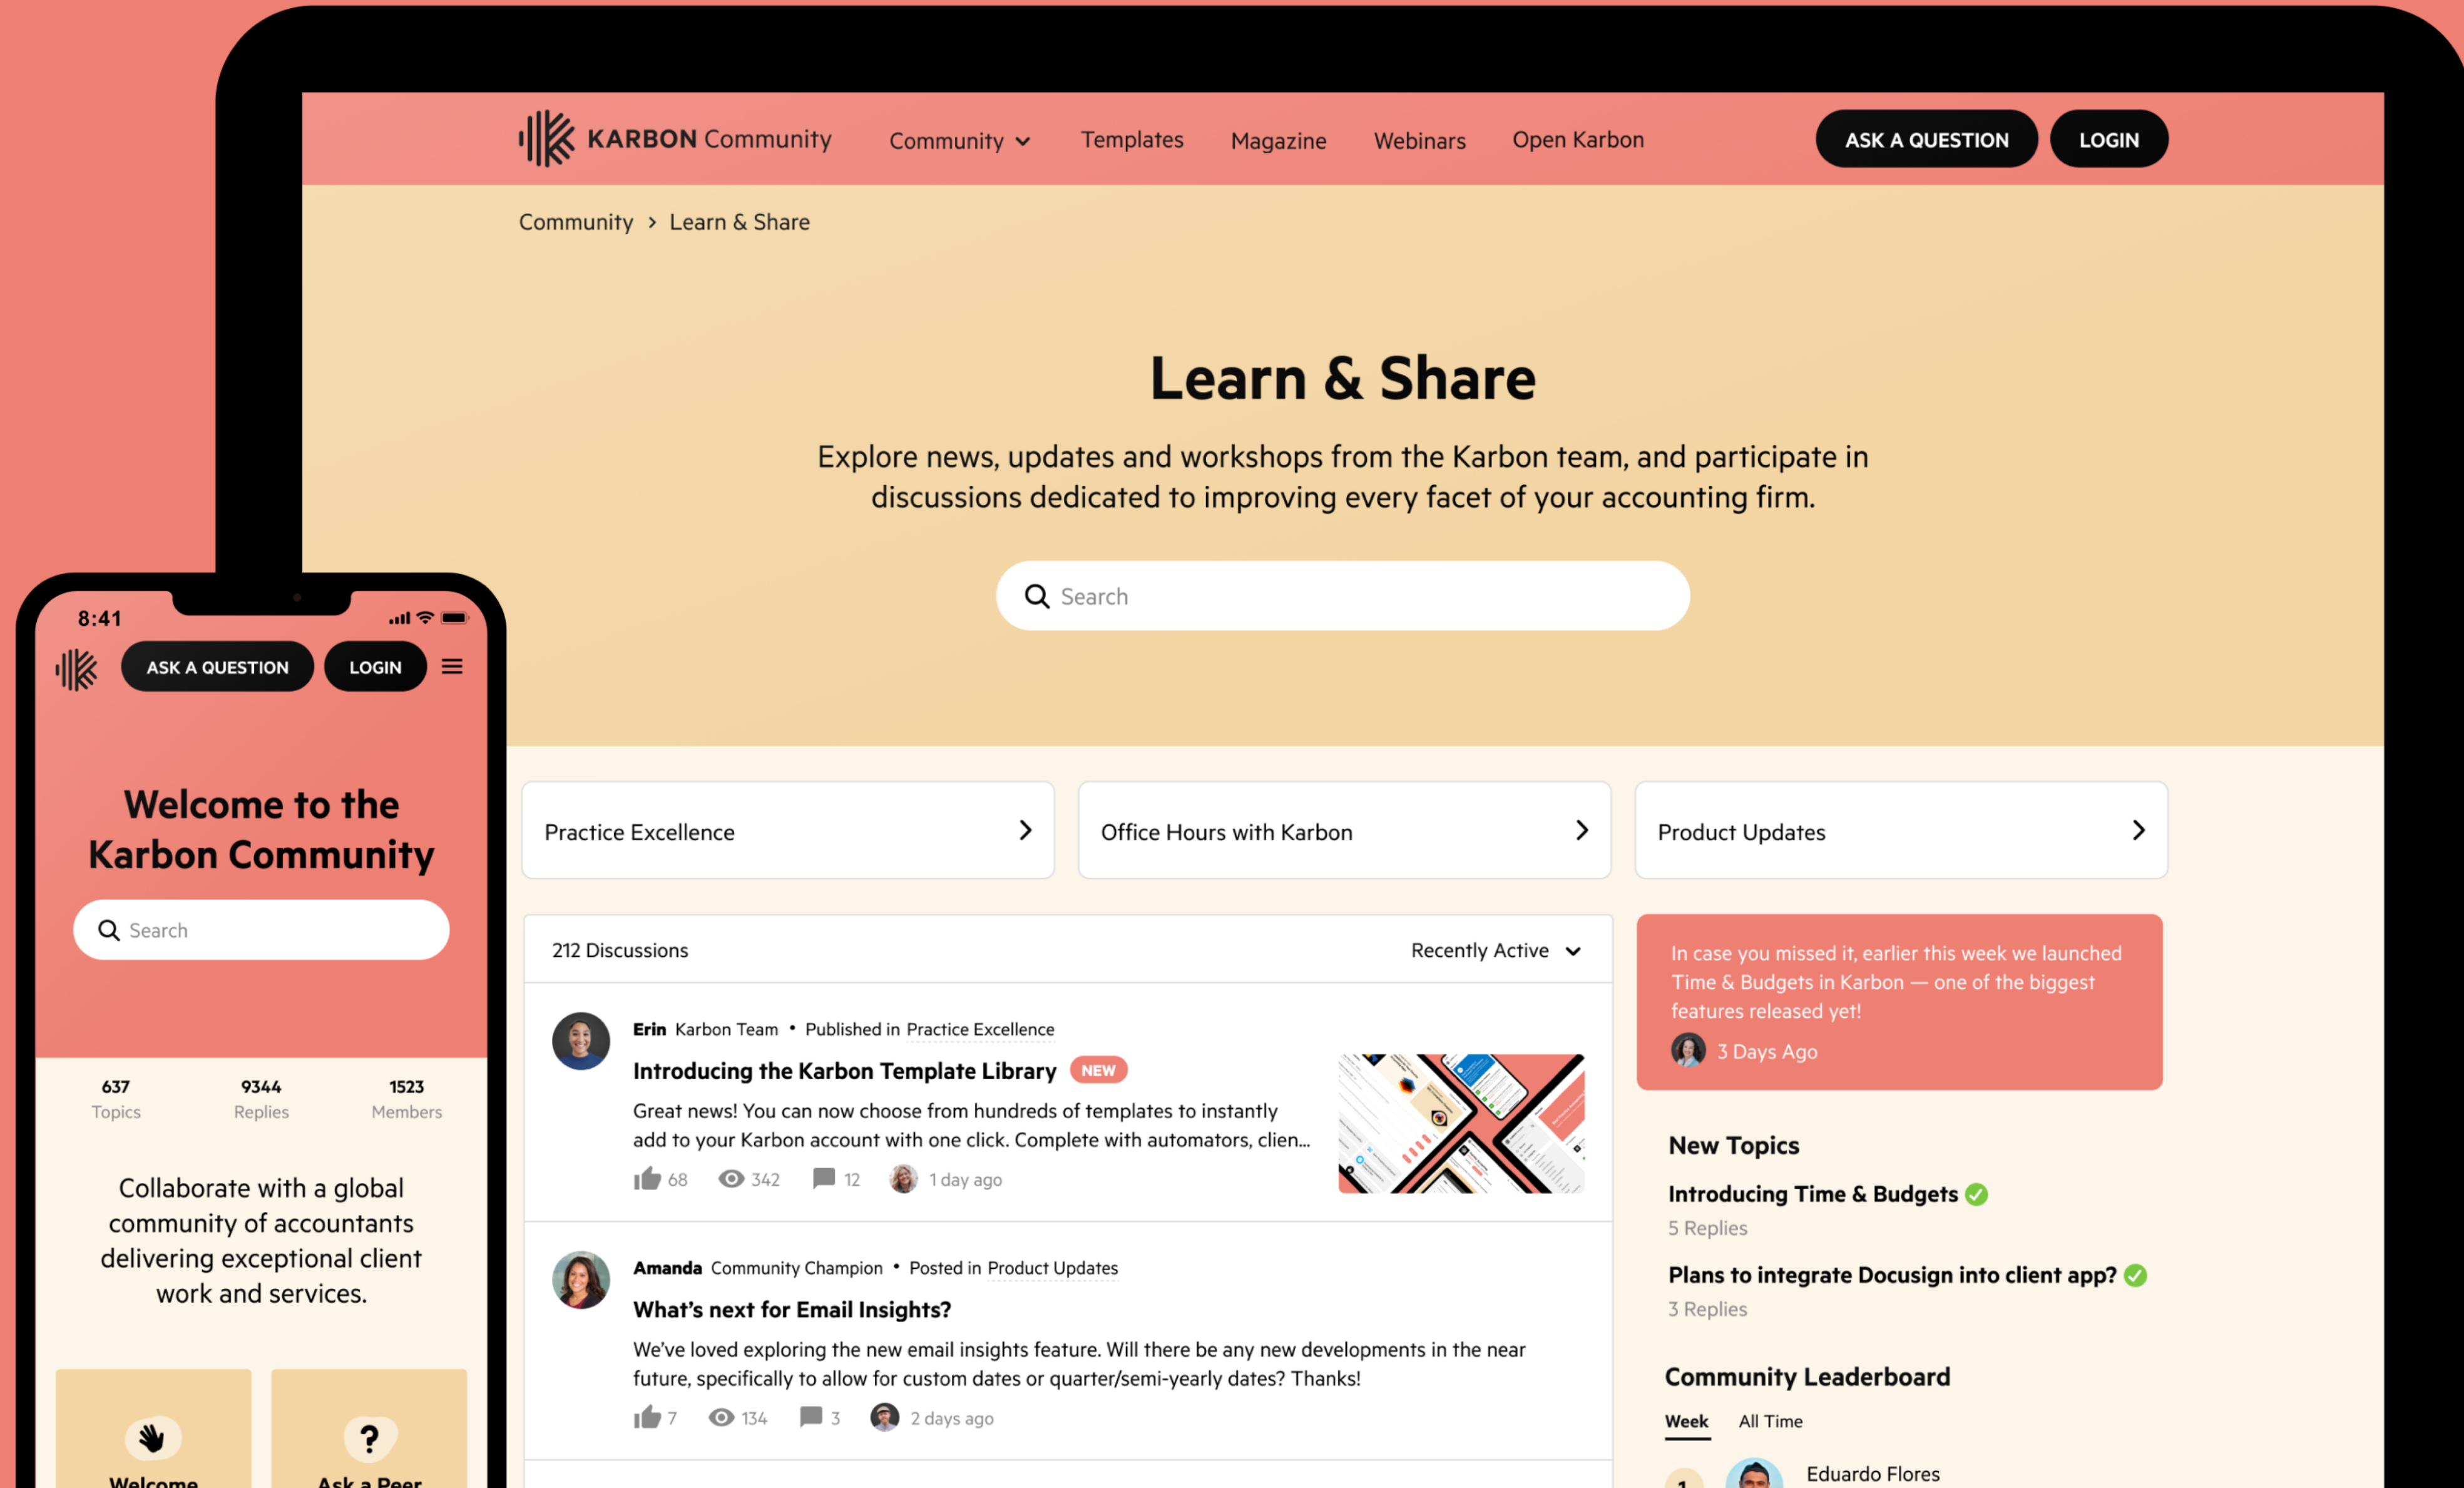 KARBON Community
Community
Templates
Magazine
Webinars
Open Karbon
ASK A QUESTION
LOGIN
Community > Learn & Share
Learn & Share
Explore news, updates and workshops from the Karbon team, and participate in
discussions dedicated to improving every facet of your accounting firm.
Search
Practice Excellence
Office Hours with Karbon
Product Updates
212 Discussions
Recently Active
Erin Karbon Team • Published in Practice Excellence
Introducing the Karbon Template Library NEW
Great news! You can now choose from hundreds of templates to instantly
add to your Karbon account with one click. Complete with automators, clien...
68 342 12 1 day ago
Amanda Community Champion • Posted in Product Updates
What's next for Email Insights?
We've loved exploring the new email insights feature. Will there be any new developments in the near
future, specifically to allow for custom dates or quarter/semi-yearly dates? Thanks!
7 134 3 2 days ago
In case you missed it, earlier this week we launched
Time & Budgets in Karbon — one of the biggest
features released yet!
3 Days Ago
New Topics
Introducing Time & Budgets
5 Replies
Plans to integrate Docusign into client app?
3 Replies
Community Leaderboard
Week All Time
1 Eduardo Flores
8:41
ASK A QUESTION
LOGIN
Welcome to the
Karbon Community
Search
637 9344 1523
Topics Replies Members
Collaborate with a global
community of accountants
delivering exceptional client
work and services.
Welcome
? Ask a Peer